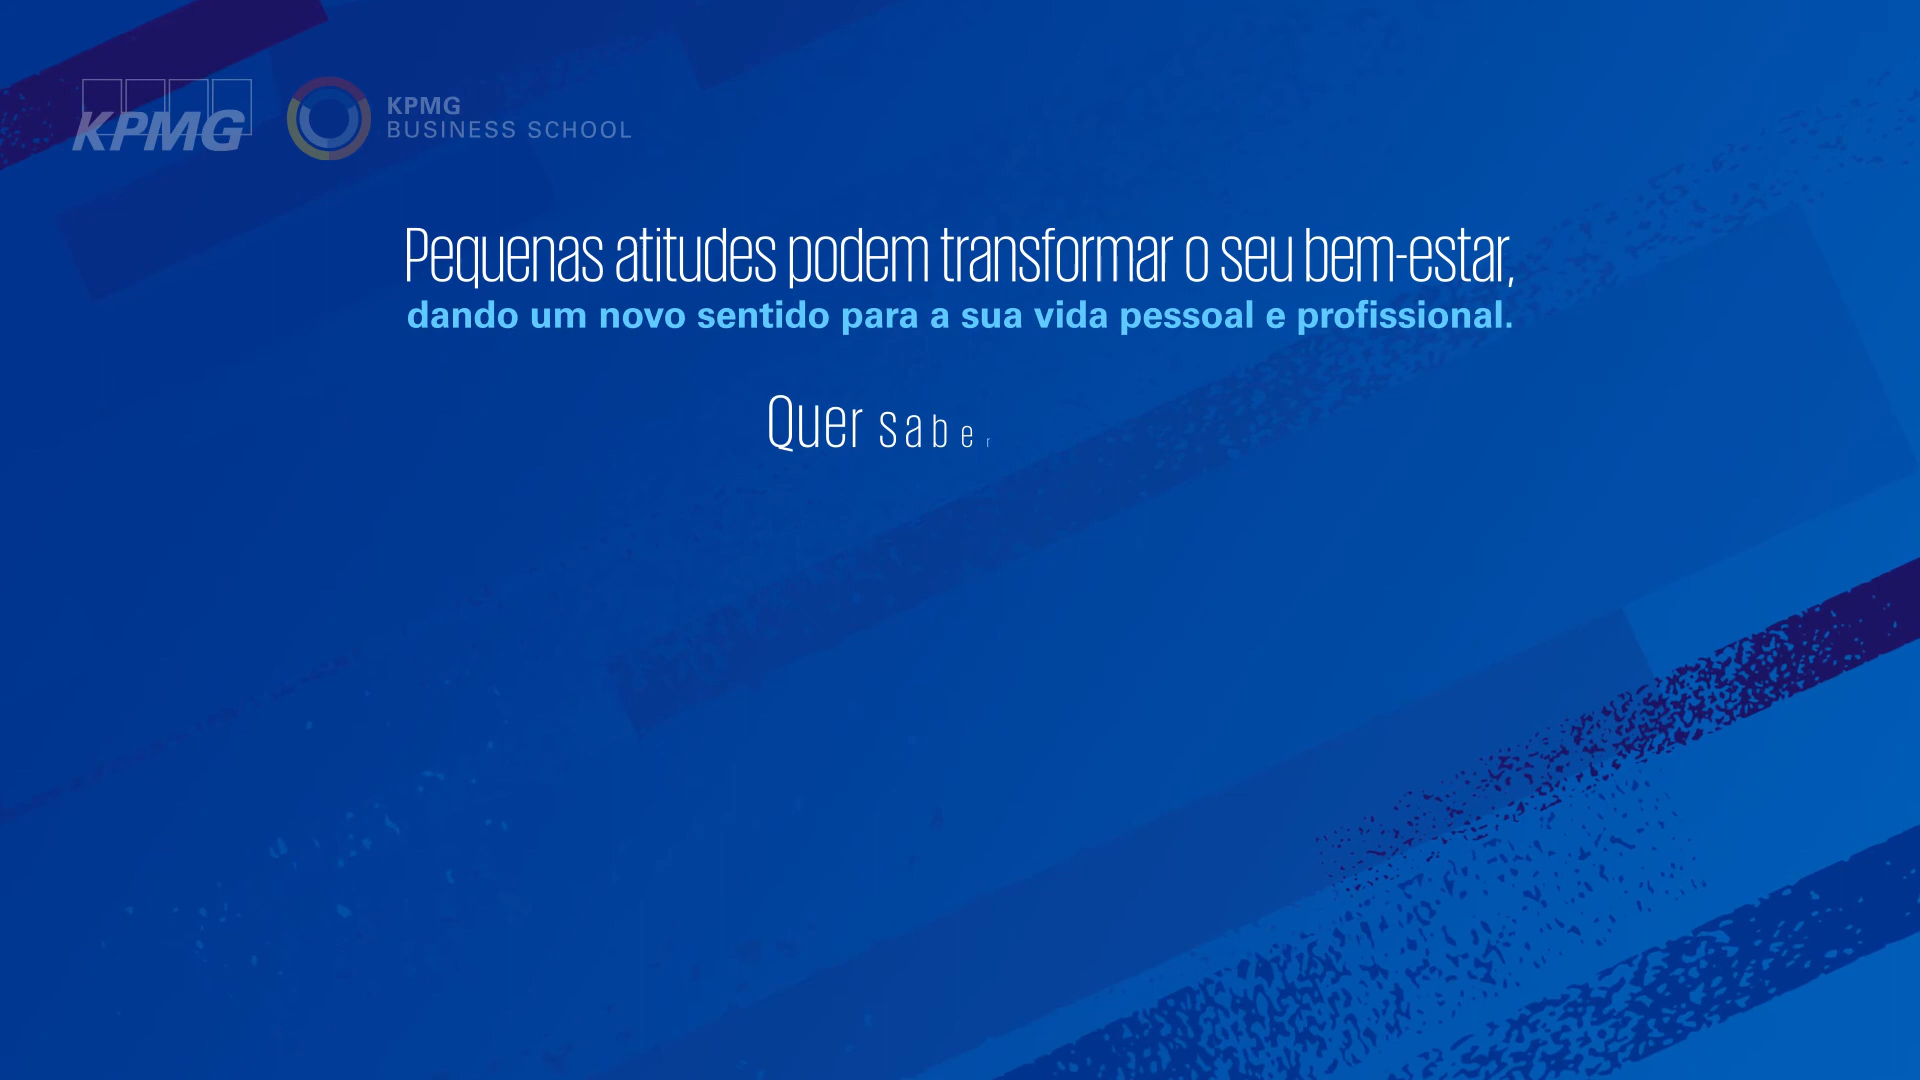 KPMG
KPMG
BUSINESS SCHOOL
Pequenas atitudes podem transformar o seu bem-estar,
dando um novo sentido para a sua vida pessoal e profissional.
Quer saber